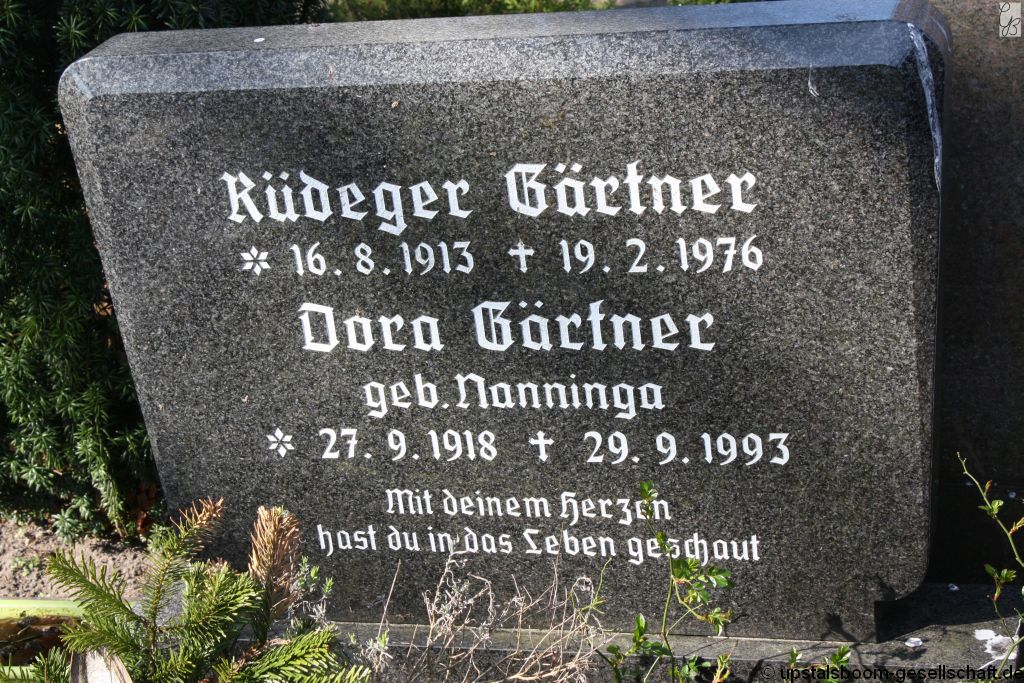 Rüdeger Gärtner
* 16. 8. 1913 † 19. 2. 1976
Dora Gärtner
geb. Nanninga
* 27. 9. 1918 † 29. 9. 1993
Mit deinem Herzen
hast du in das Leben geschaut
© upstalsboom-gesellschaft.de